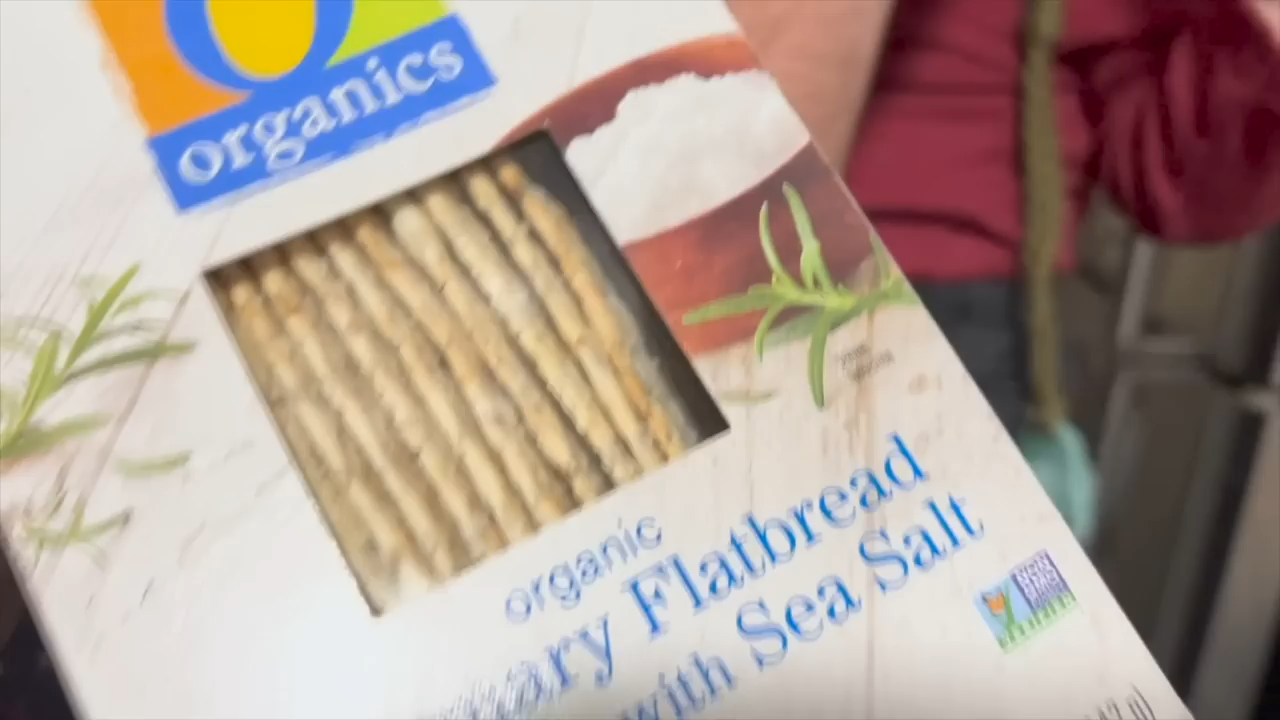 O
organics
organic
Flatbread
with Sea Salt